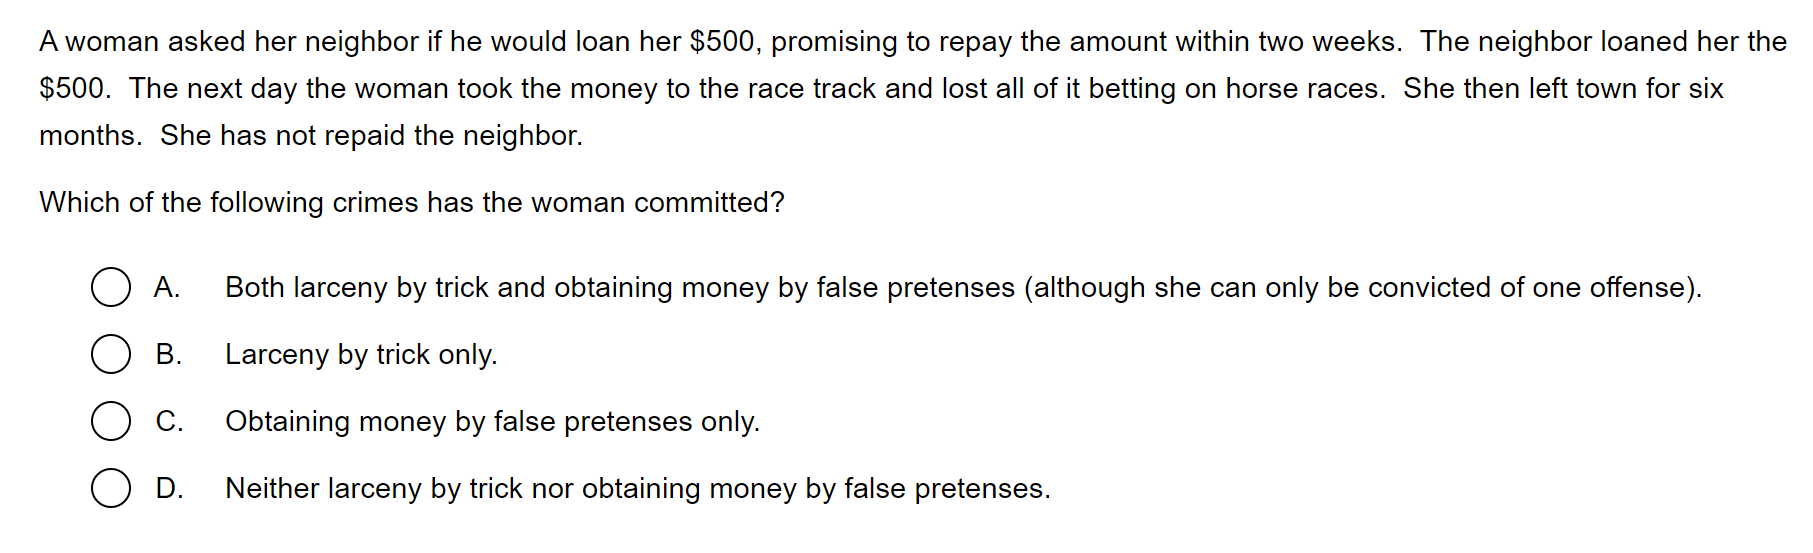 A woman asked her neighbor if he would loan her $500, promising to repay the amount within two weeks.  The neighbor loaned her the
$500.  The next day the woman took the money to the race track and lost all of it betting on horse races.  She then left town for six
months.  She has not repaid the neighbor.
Which of the following crimes has the woman committed?
A. Both larceny by trick and obtaining money by false pretenses (although she can only be convicted of one offense).
B. Larceny by trick only.
C. Obtaining money by false pretenses only.
D. Neither larceny by trick nor obtaining money by false pretenses.